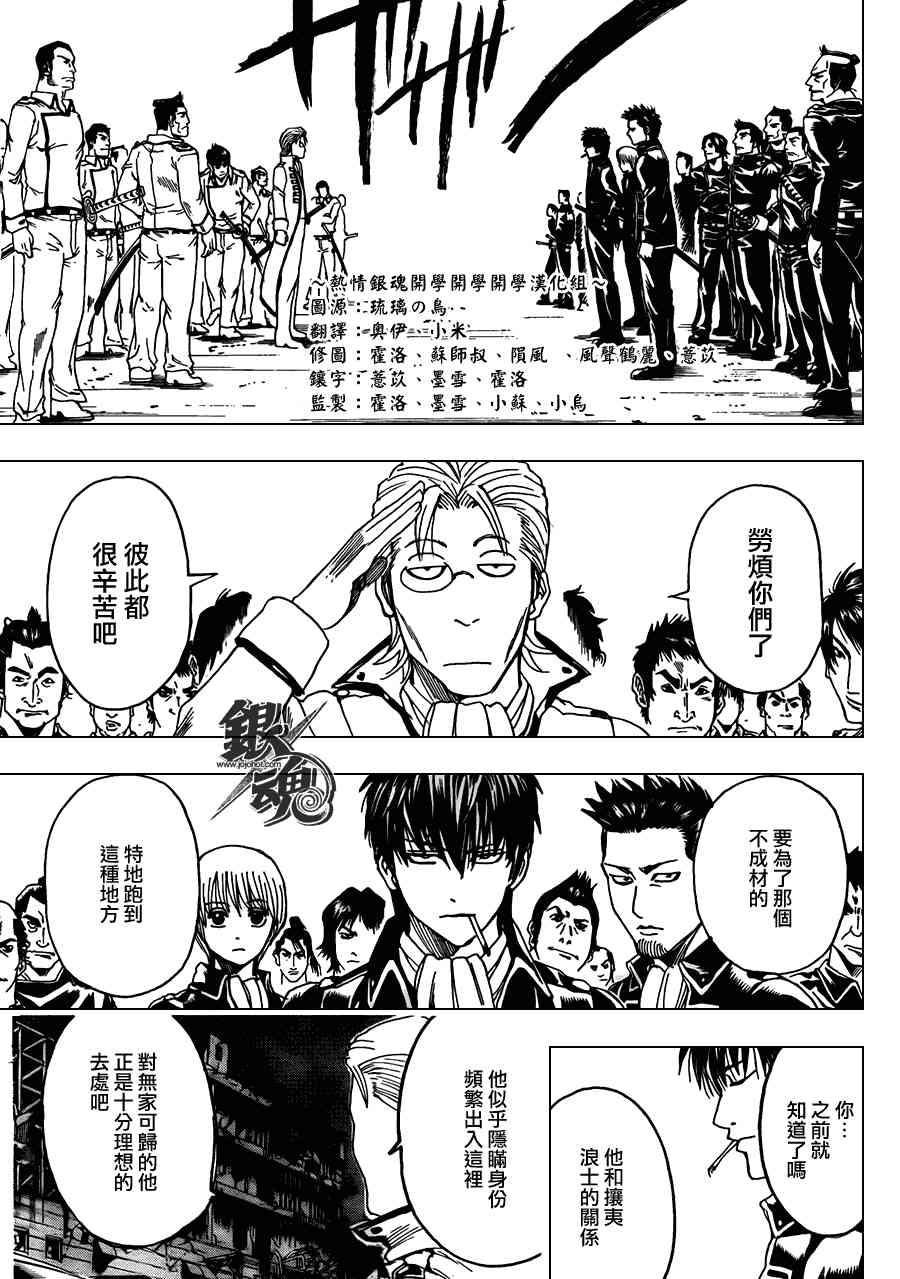 ~熱情銀魂開學開學開學漢化組~
圖源：琉璃の鳥
翻譯：奧伊、小米
修圖：霍洛、蘇師叔、隕風、風聲鶴麗、薏苡
鑲字：薏苡、墨雪、霍洛
監製：霍洛、墨雪、小蘇、小烏
勞煩你們了
彼此都
很辛苦吧
銀魂
www.jojohot.com
要為了那個
不成材的
特地跑到
這種地方
你…
之前就
知道了嗎
他和攘夷
浪士的關係
他似乎隱瞞身份
頻繁出入這裡
對無家可歸的他
正是十分理想的
去處吧